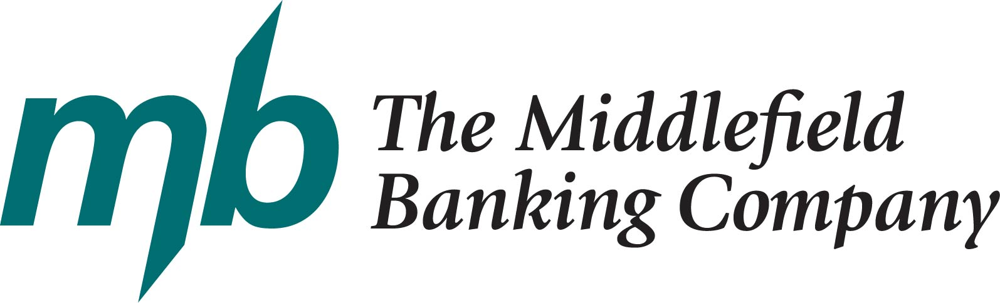 mb
The Middlefield
Banking Company